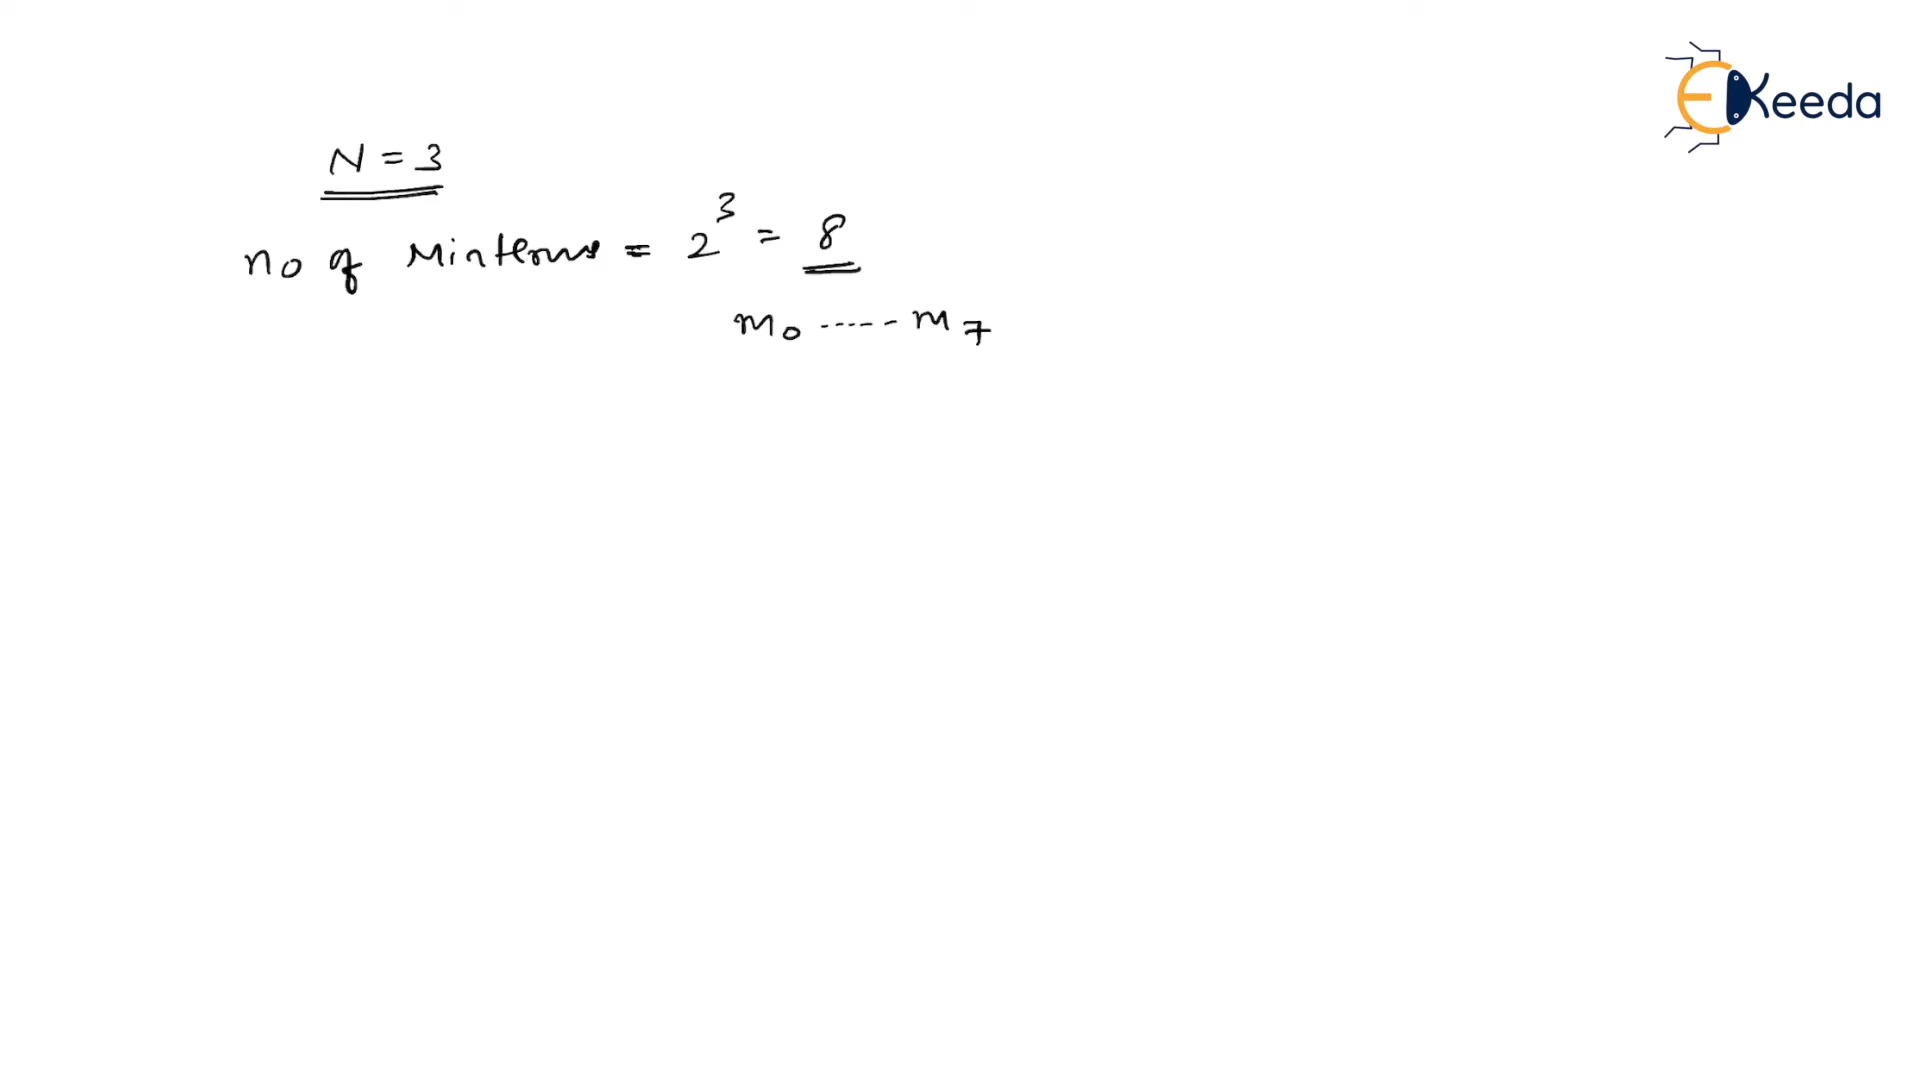 EKeeda
N = 3
no of Minterms = 2³ = 8
m₀ ------ m₇